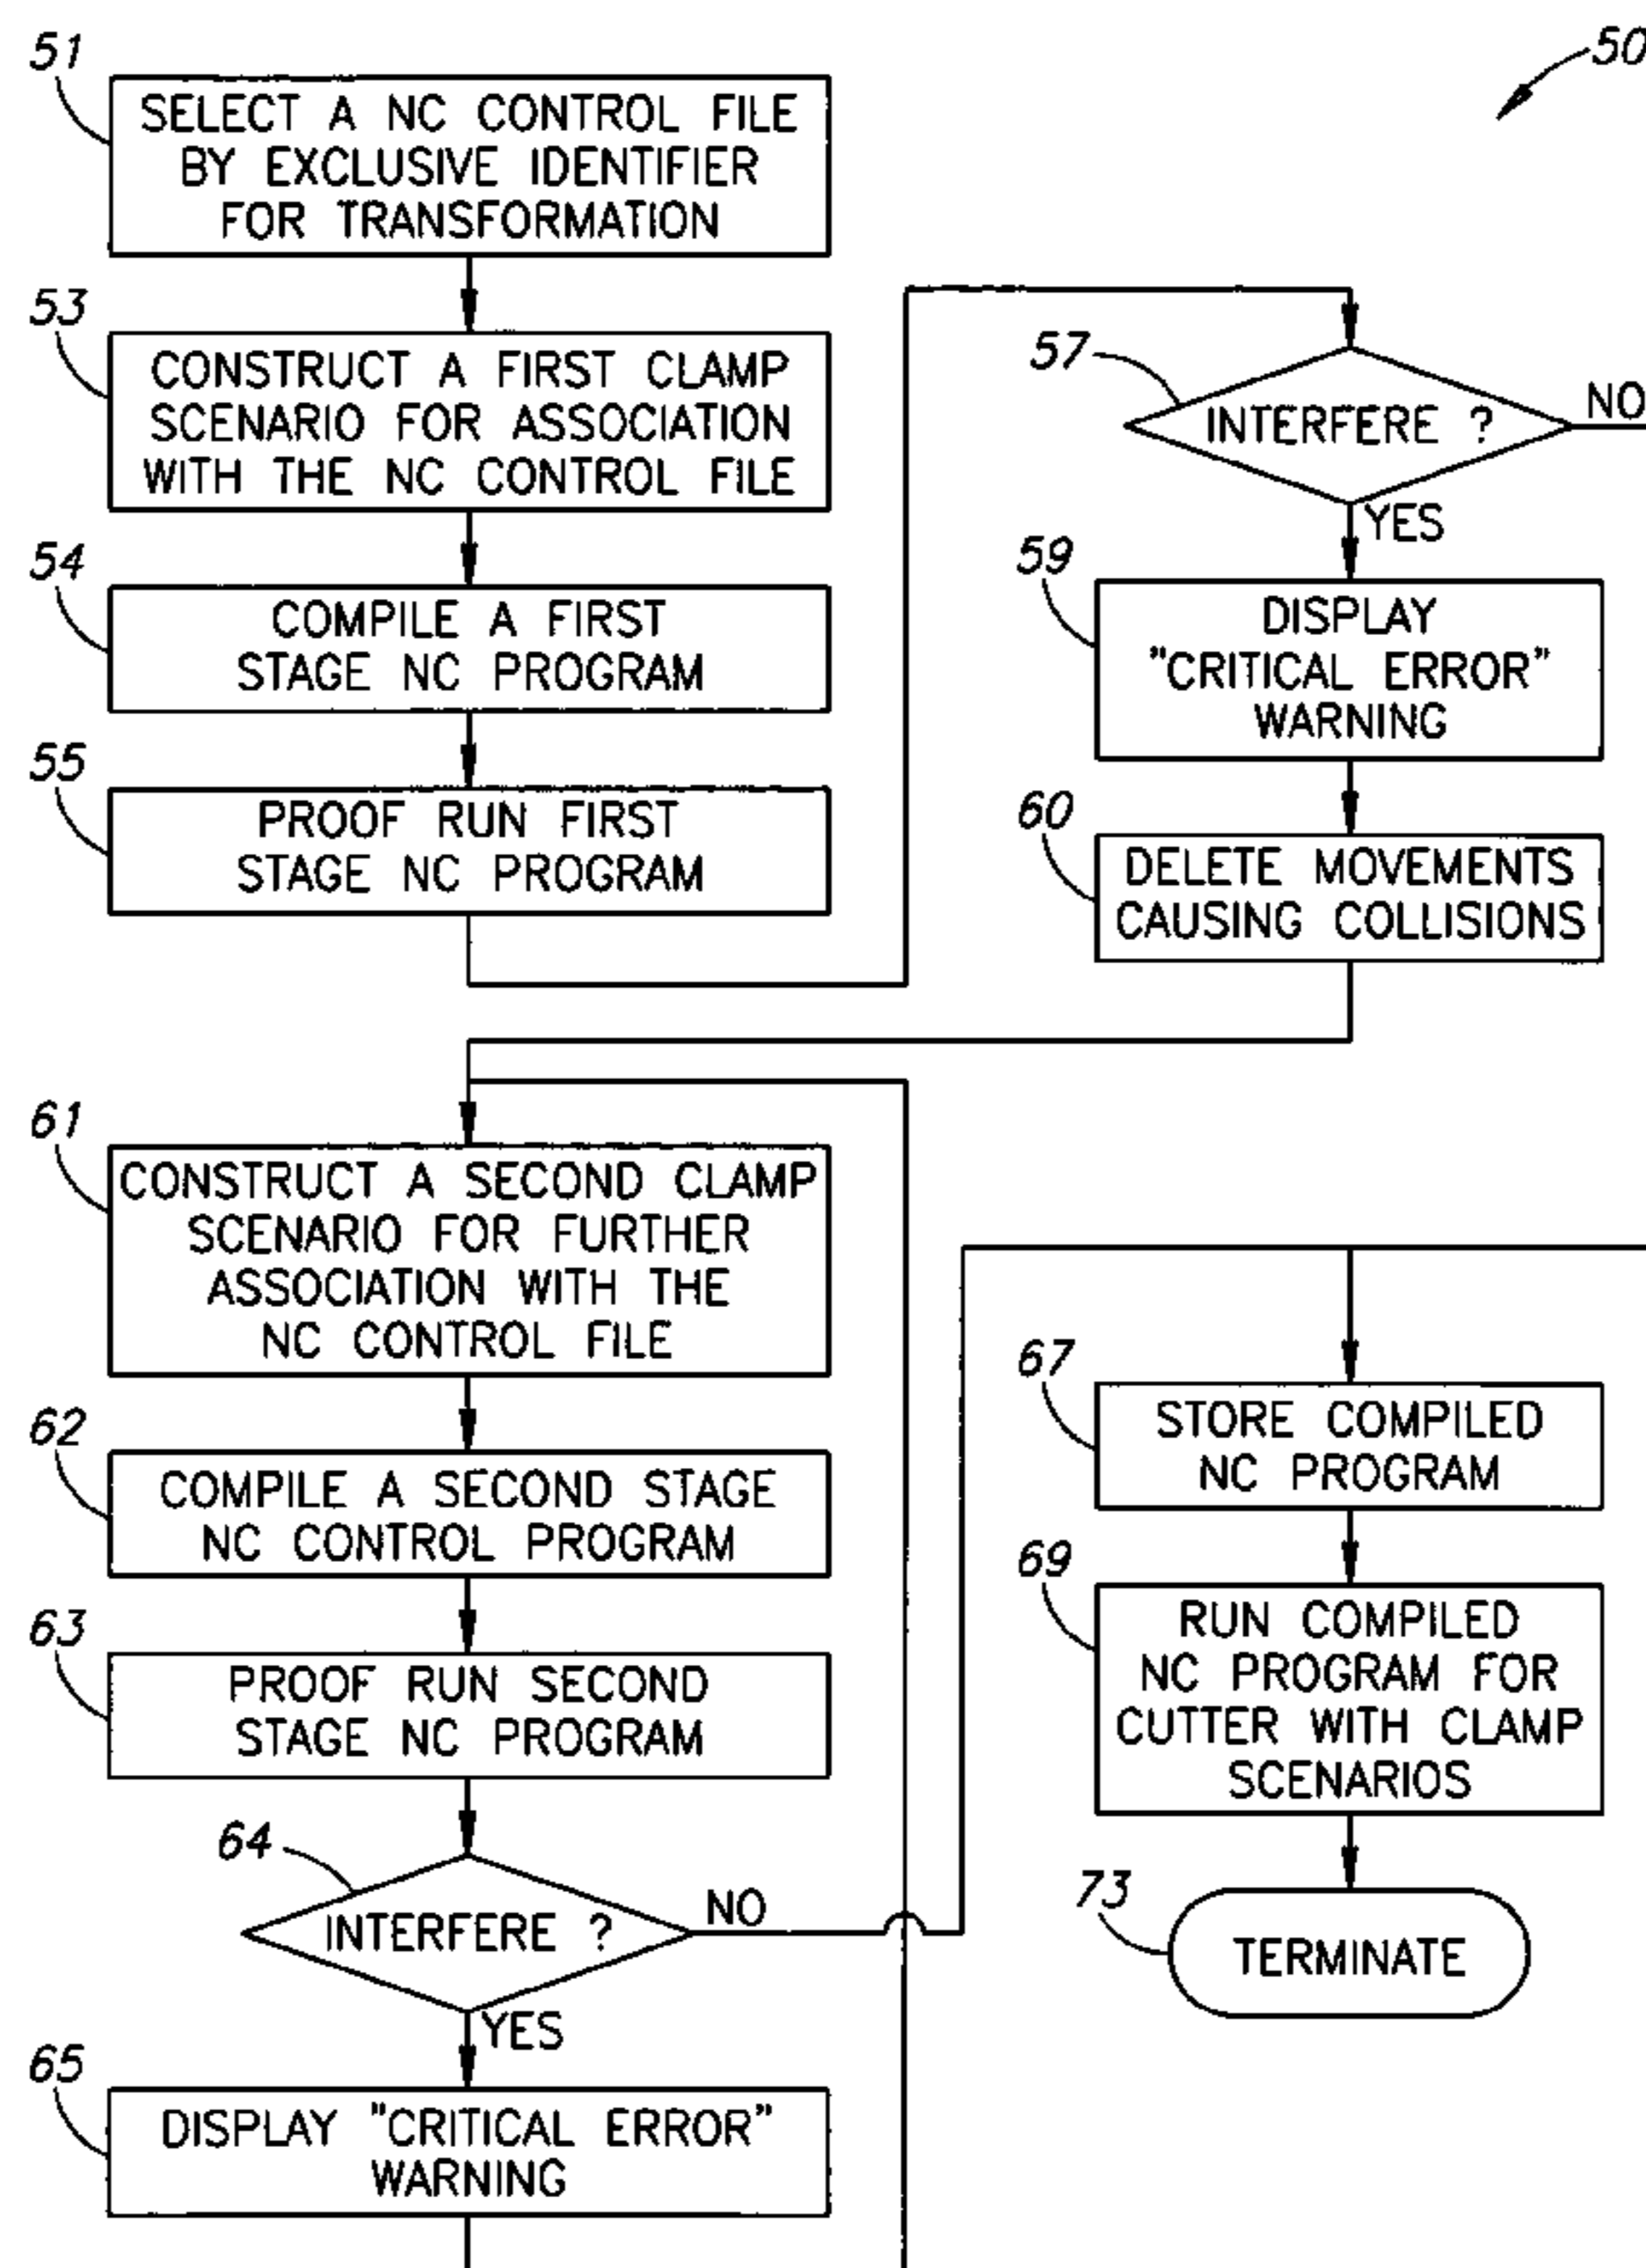 50
51
SELECT A NC CONTROL FILE
BY EXCLUSIVE IDENTIFIER
FOR TRANSFORMATION
53
CONSTRUCT A FIRST CLAMP
SCENARIO FOR ASSOCIATION
WITH THE NC CONTROL FILE
54
COMPILE A FIRST
STAGE NC PROGRAM
55
PROOF RUN FIRST
STAGE NC PROGRAM
57
INTERFERE ?
NO
YES
59
DISPLAY
"CRITICAL ERROR"
WARNING
60
DELETE MOVEMENTS
CAUSING COLLISIONS
61
CONSTRUCT A SECOND CLAMP
SCENARIO FOR FURTHER
ASSOCIATION WITH THE
NC CONTROL FILE
62
COMPILE A SECOND STAGE
NC CONTROL PROGRAM
63
PROOF RUN SECOND
STAGE NC PROGRAM
64
INTERFERE ?
NO
YES
65
DISPLAY "CRITICAL ERROR"
WARNING
67
STORE COMPILED
NC PROGRAM
69
RUN COMPILED
NC PROGRAM FOR
CUTTER WITH CLAMP
SCENARIOS
73
TERMINATE